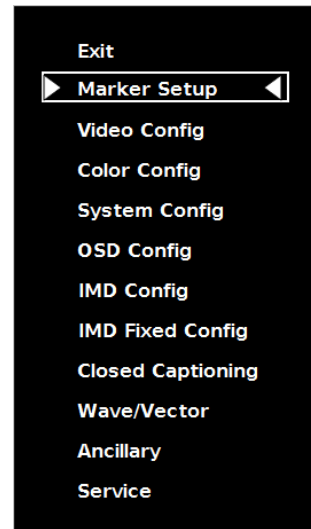 Exit
Marker Setup
Video Config
Color Config
System Config
OSD Config
IMD Config
IMD Fixed Config
Closed Captioning
Wave/Vector
Ancillary
Service